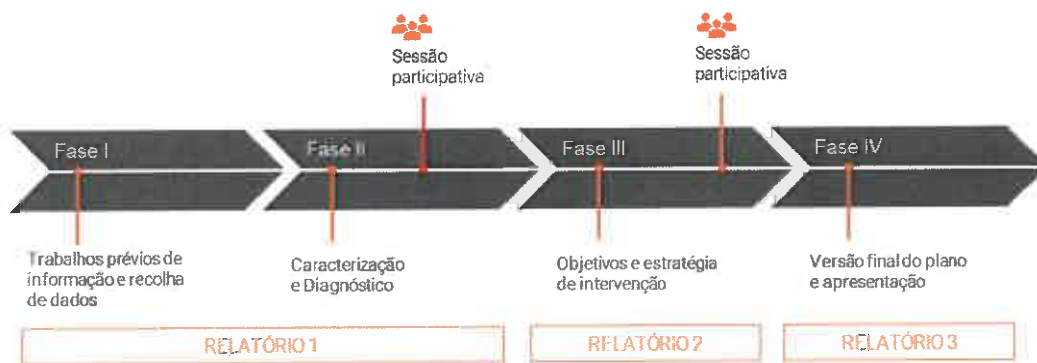 Sessão
participativa
Sessão
participativa
Fase I
Fase II
Fase III
Fase IV
Trabalhos prévios de
informação e recolha
de dados
Caracterização
e Diagnóstico
Objetivos e estratégia
de intervenção
Versão final do plano
e apresentação
RELATÓRIO 1
RELATÓRIO 2
RELATÓRIO 3